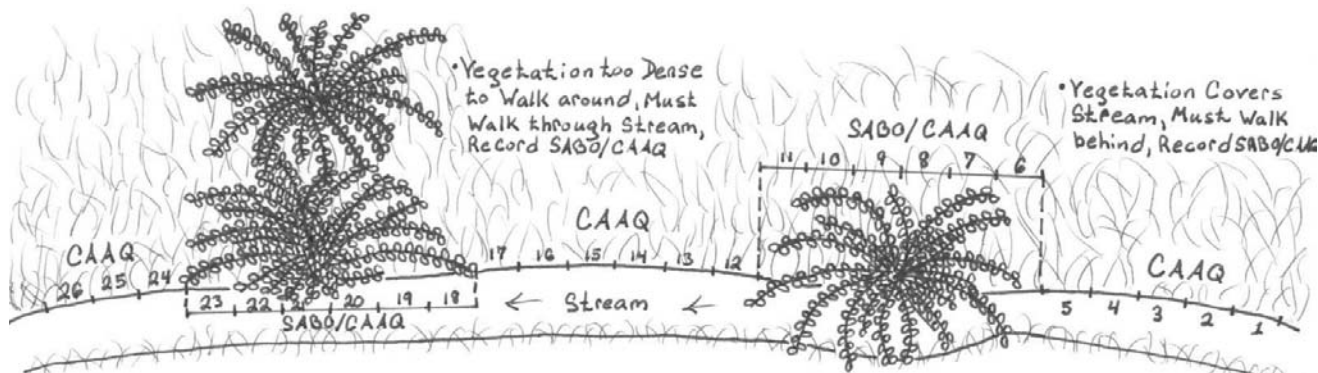 •Vegetation too Dense
to Walk around, Must
Walk through Stream,
Record SABO/CAAQ
•Vegetation Covers
Stream, Must Walk
behind, Record SABO/CAAQ
SABO/CAAQ
11 10 9 8 7 6
CAAQ
CAAQ
CAAQ
26 25 24
17 16 15 14 13 12
23 22 21 20 19 18
SABO/CAAQ
← Stream ←
5 4 3 2 1